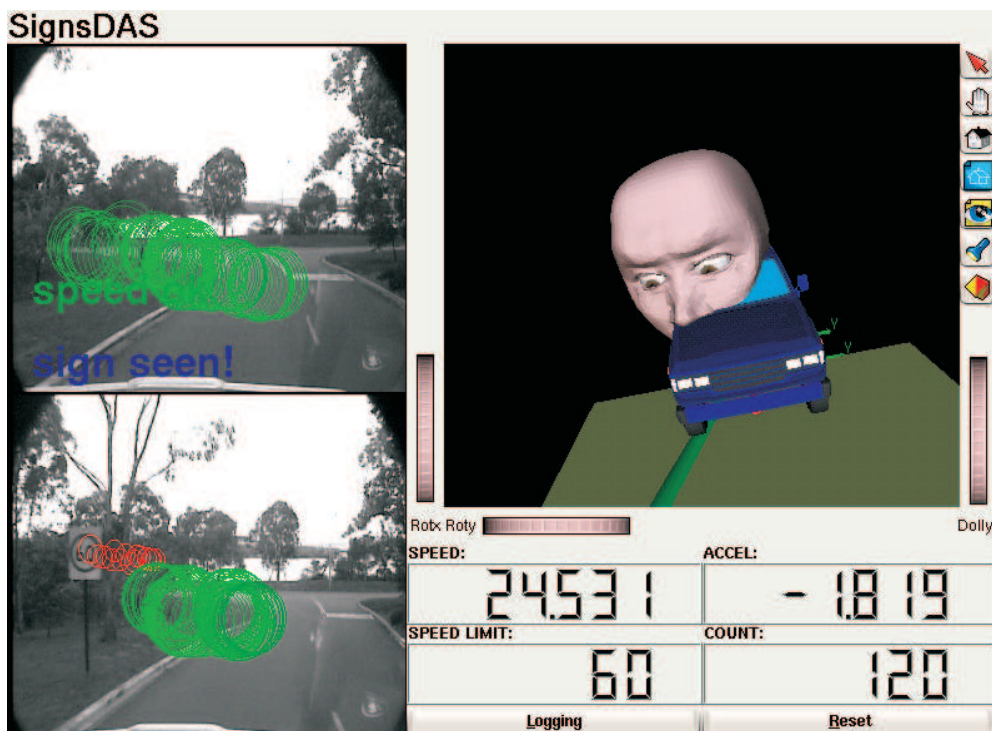 SignsDAS
speed
sign seen!
Y
Y
Rotx Roty
Dolly
SPEED:
ACCEL:
24.531
-1.819
SPEED LIMIT:
COUNT:
60
120
Logging
Reset